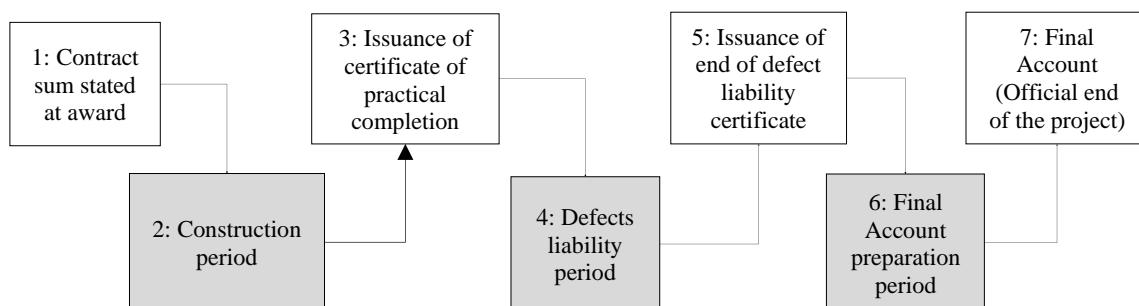 1: Contract
sum stated
at award
2: Construction
period
3: Issuance of
certificate of
practical
completion
4: Defects
liability
period
5: Issuance of
end of defect
liability
certificate
6: Final
Account
preparation
period
7: Final
Account
(Official end
of the project)